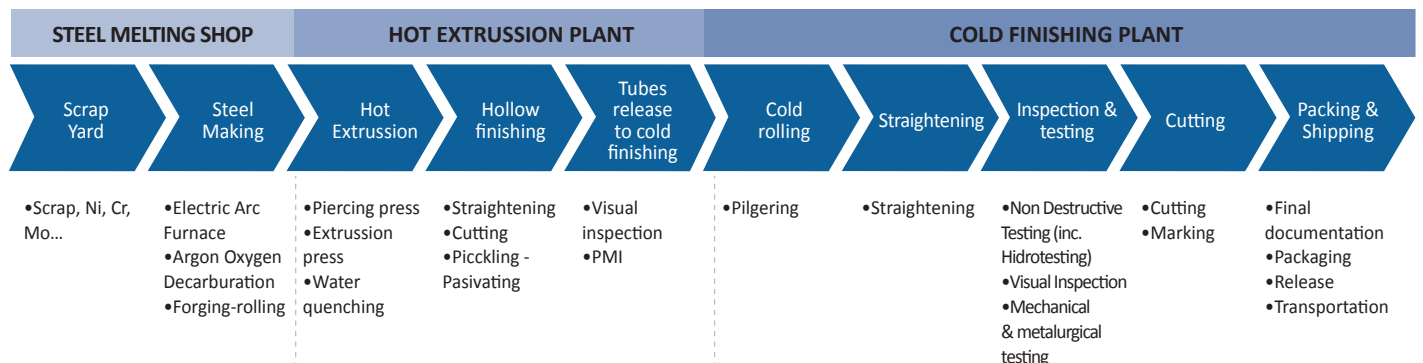 STEEL MELTING SHOP
HOT EXTRUSSION PLANT
COLD FINISHING PLANT
Scrap
Yard
Steel
Making
Hot
Extrussion
Hollow
finishing
Tubes
release
to cold
finishing
Cold
rolling
Straightening
Inspection &
testing
Cutting
Packing &
Shipping
•Scrap, Ni, Cr,
Mo...
•Electric Arc
Furnace
•Argon Oxygen
Decarburation
•Forging-rolling
•Piercing press
•Extrussion
press
•Water
quenching
•Straightening
•Cutting
•Picckling -
Pasivating
•Visual
inspection
•PMI
•Pilgering
•Straightening
•Non Destructive
Testing (inc.
Hidrotesting)
•Visual Inspection
•Mechanical
& metalurgical
testing
•Cutting
•Marking
•Final
documentation
•Packaging
•Release
•Transportation